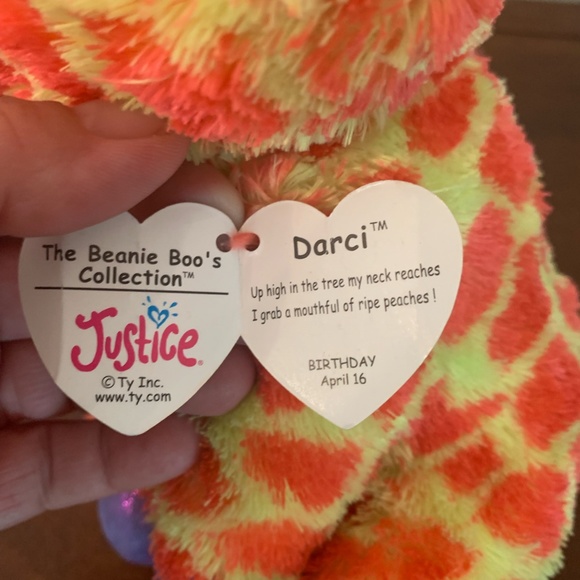 The Beanie Boo's
Collection™
Justice®
© Ty Inc.
www.ty.com
Darci™
Up high in the tree my neck reaches
I grab a mouthful of ripe peaches !
BIRTHDAY
April 16